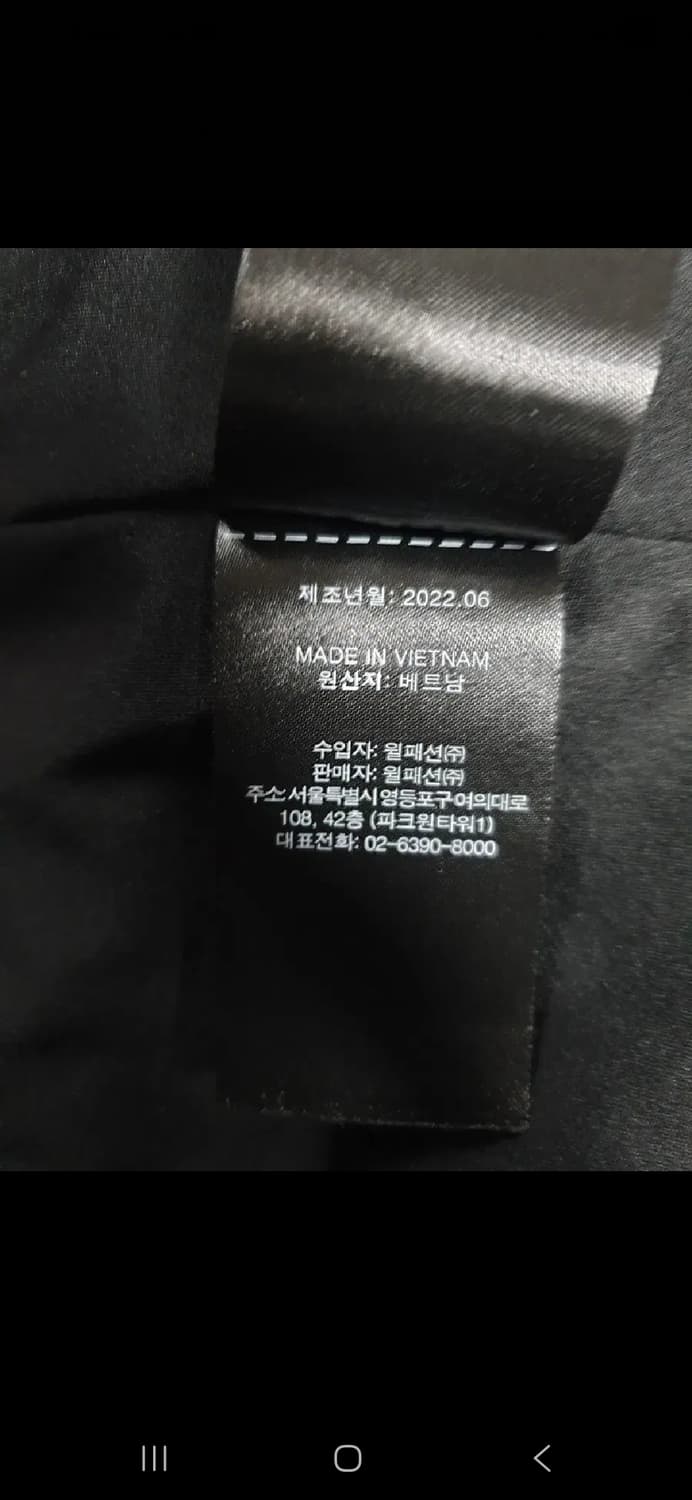 제조년월: 2022.06
MADE IN VIETNAM
원산지: 베트남
수입자: 윌패션㈜
판매자: 윌패션㈜
주소 서울특별시영등포구여의대로
108, 42층 (파크원타워1)
대표전화: 02-6390-8000